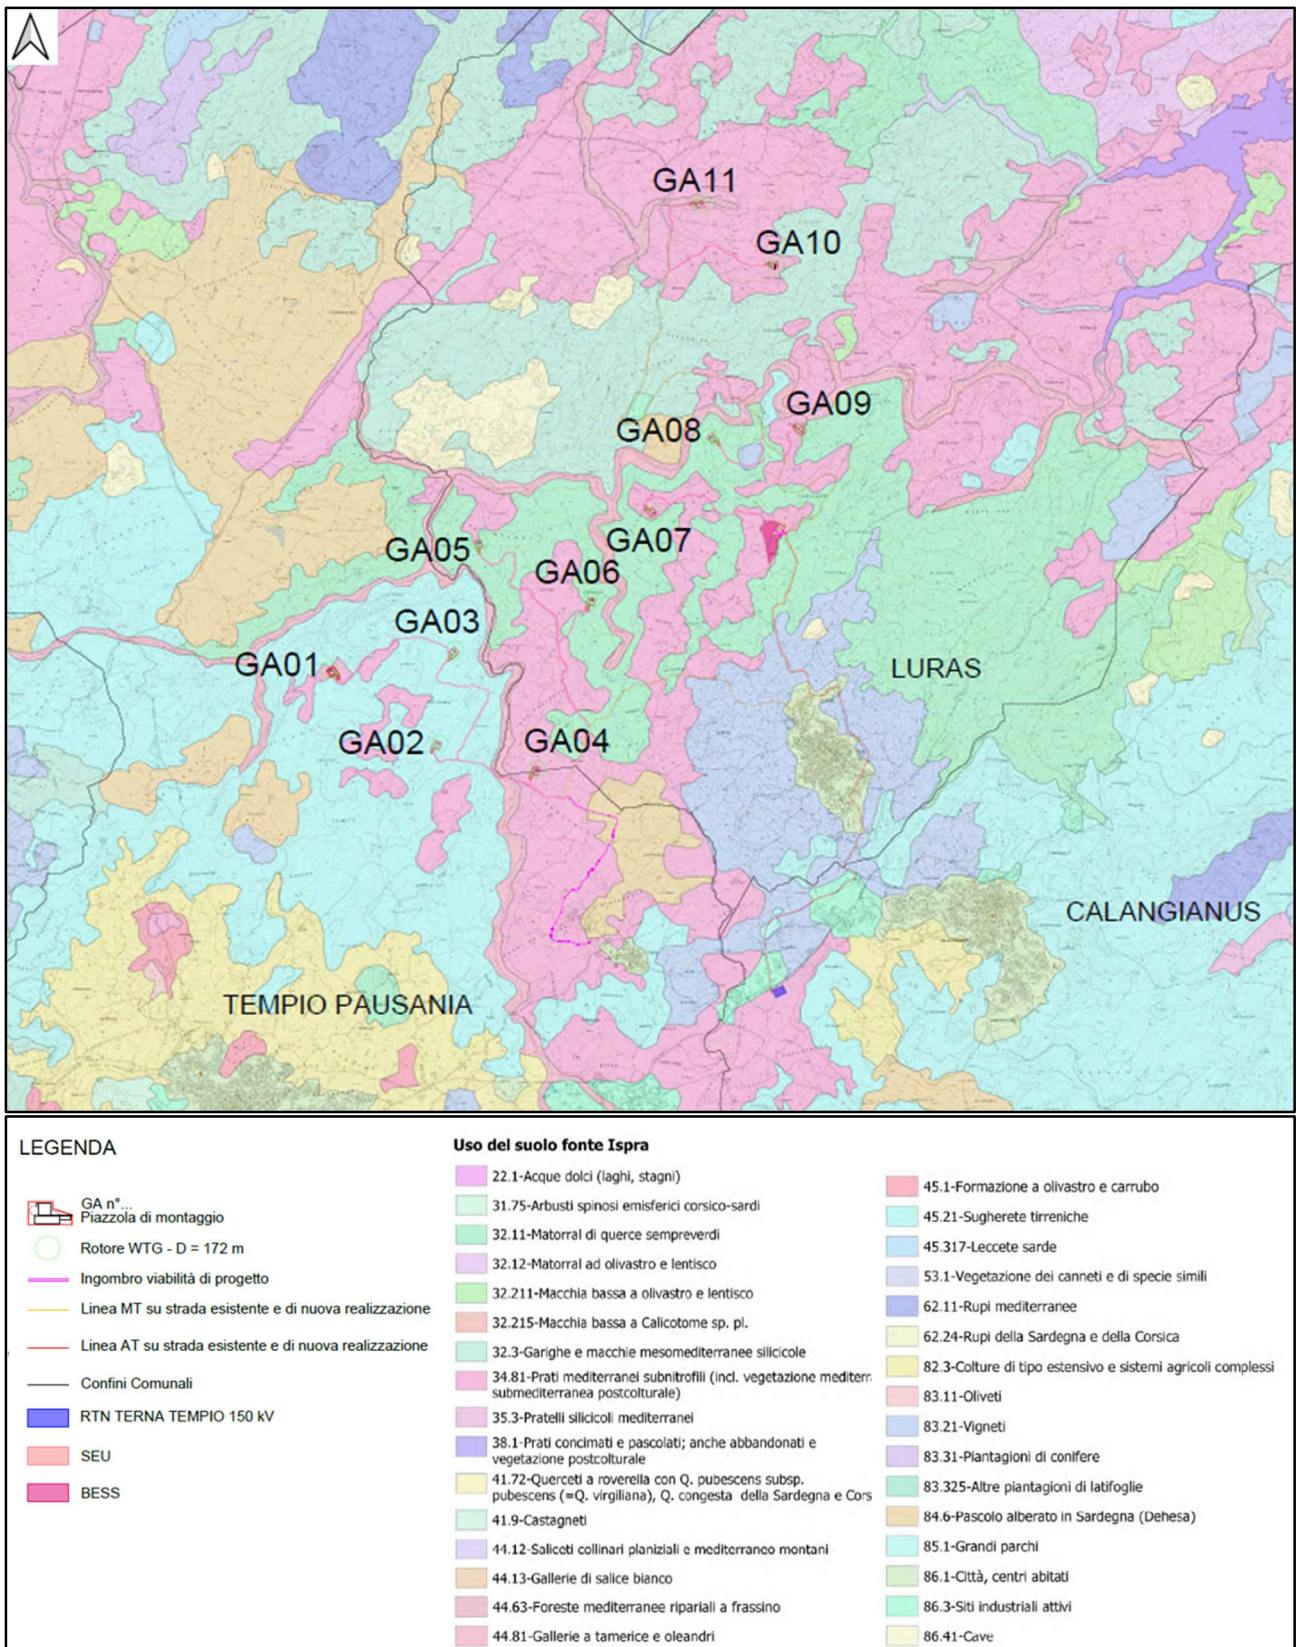 GA11
GA10
GA09
GA08
GA07
GA05
GA06
GA03
GA01
GA02
GA04
LURAS
CALANGIANUS
TEMPIO PAUSANIA
LEGENDA
GA n°...
Piazzola di montaggio
Rotore WTG - D = 172 m
Ingombro viabilità di progetto
Linea MT su strada esistente e di nuova realizzazione
Linea AT su strada esistente e di nuova realizzazione
Confini Comunali
RTN TERNA TEMPIO 150 kV
SEU
BESS
Uso del suolo fonte Ispra
22.1-Acque dolci (laghi, stagni)
31.75-Arbusti spinosi emisferici corsico-sardi
32.11-Matorral di querce sempreverdi
32.12-Matorral ad olivastro e lentisco
32.211-Macchia bassa a olivastro e lentisco
32.215-Macchia bassa a Calicotome sp. pl.
32.3-Garighe e macchie mesomediterranee silicicole
34.81-Prati mediterranei subnitrofili (incl. vegetazione mediterr
submediterranea postcolturale)
35.3-Pratelli silicicoli mediterranei
38.1-Prati concimati e pascolati; anche abbandonati e
vegetazione postcolturale
41.72-Querceti a roverella con Q. pubescens subsp.
pubescens (=Q. virgiliana), Q. congesta della Sardegna e Cors
41.9-Castagneti
44.12-Saliceti collinari planiziali e mediterraneo montani
44.13-Gallerie di salice bianco
44.63-Foreste mediterranee ripariali a frassino
44.81-Gallerie a tamerice e oleandri
45.1-Formazione a olivastro e carrubo
45.21-Sugherete tirreniche
45.317-Leccete sarde
53.1-Vegetazione dei canneti e di specie simili
62.11-Rupi mediterranee
62.24-Rupi della Sardegna e della Corsica
82.3-Colture di tipo estensivo e sistemi agricoli complessi
83.11-Oliveti
83.21-Vigneti
83.31-Piantagioni di conifere
83.325-Altre piantagioni di latifoglie
84.6-Pascolo alberato in Sardegna (Dehesa)
85.1-Grandi parchi
86.1-Città, centri abitati
86.3-Siti industriali attivi
86.41-Cave